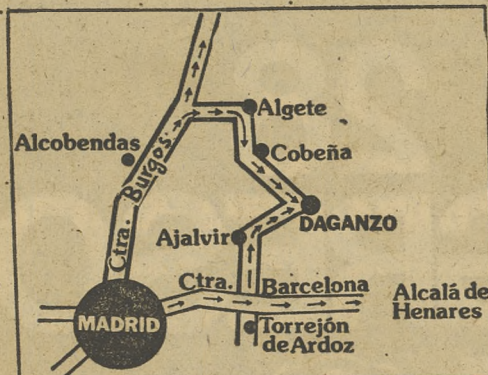 Algete
Alcobendas
Cobeña
Ctra. Burgos
DAGANZO
Ajalvir
Ctra. Barcelona
Alcalá de
Henares
MADRID
Torrejón
de Ardoz